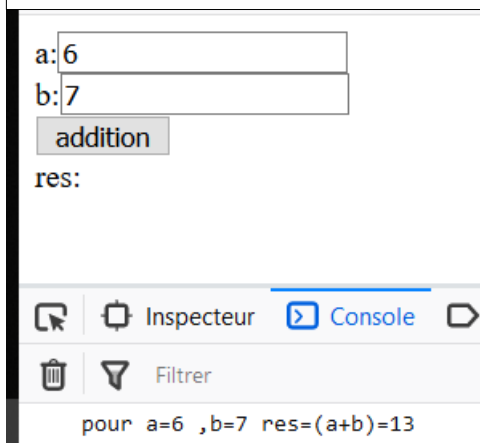 a:6
b:7
addition
res:
Inspecteur Console
Filtrer
pour a=6 ,b=7 res=(a+b)=13